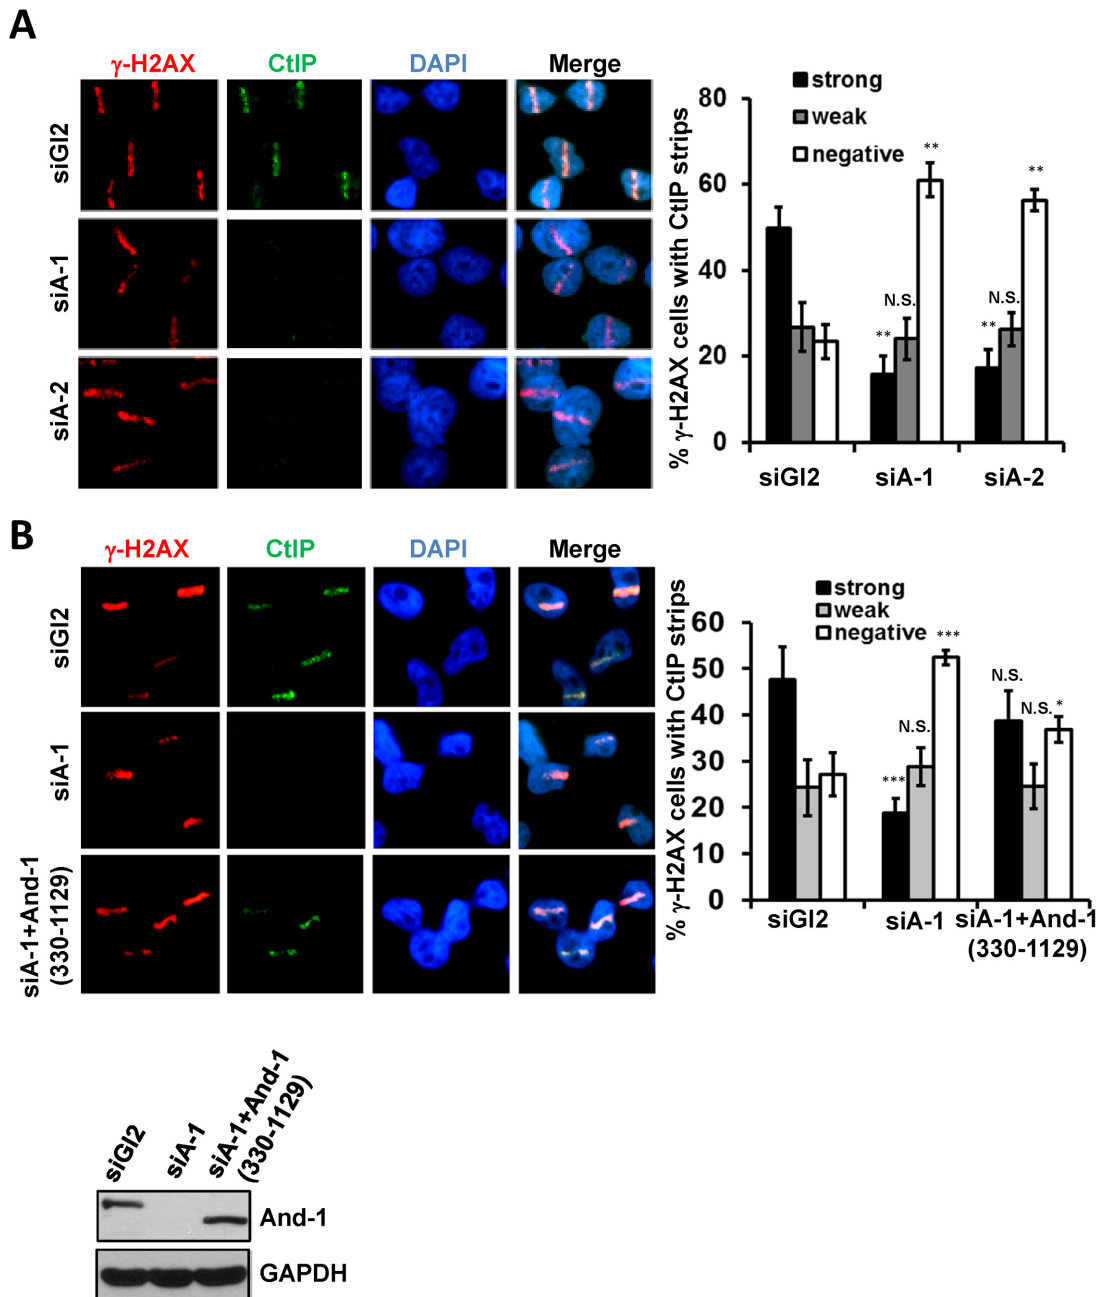 A
γ-H2AX CtIP DAPI Merge
siGl2
siA-1
siA-2
% γ-H2AX cells with CtIP strips
80
60
40
20
0
strong
weak
negative
**
**
N.S.
**
**
N.S.
siGl2 siA-1 siA-2
B
γ-H2AX CtIP DAPI Merge
siGl2
siA-1
siA-1+And-1
(330-1129)
% γ-H2AX cells with CtIP strips
60
50
40
30
20
10
0
strong
weak
negative
***
N.S.
***
N.S.
N.S.
*
siGl2 siA-1 siA-1+And-1
(330-1129)
siGl2
siA-1
siA-1+And-1
(330-1129)
And-1
GAPDH